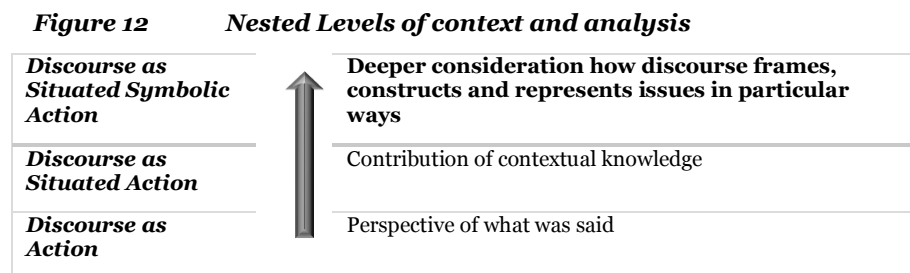 Figure 12 Nested Levels of context and analysis
Discourse as
Situated Symbolic
Action
Deeper consideration how discourse frames,
constructs and represents issues in particular
ways
Discourse as
Situated Action
Contribution of contextual knowledge
Discourse as
Action
Perspective of what was said